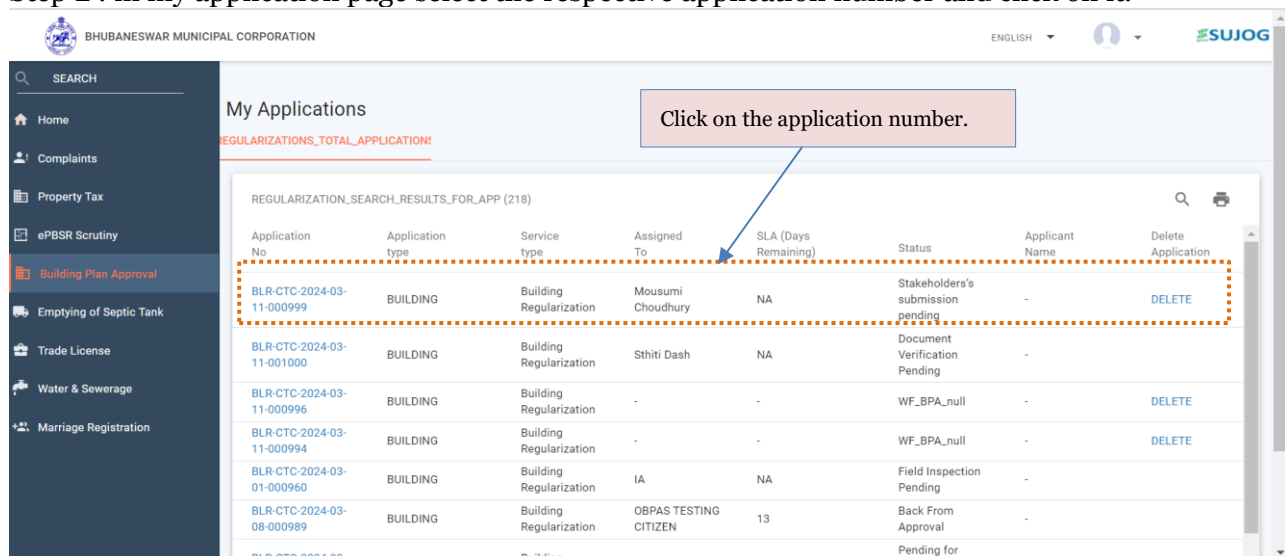 BHUBANESWAR MUNICIPAL CORPORATION
ENGLISH
SUJOG
SEARCH
Home
Complaints
Property Tax
ePBSR Scrutiny
Building Plan Approval
Emptying of Septic Tank
Trade License
Water & Sewerage
Marriage Registration
My Applications
REGULARIZATIONS_TOTAL_APPLICATIONS
Click on the application number.
REGULARIZATION_SEARCH_RESULTS_FOR_APP (218)
Application No Application type Service type Assigned To SLA (Days Remaining) Status Applicant Name Delete Application
BLR-CTC-2024-03-11-000999 BUILDING Building Regularization Mousumi Choudhury NA Stakeholders's submission pending - DELETE
BLR-CTC-2024-03-11-001000 BUILDING Building Regularization Sthiti Dash NA Document Verification Pending -
BLR-CTC-2024-03-11-000996 BUILDING Building Regularization - - WF_BPA_null - DELETE
BLR-CTC-2024-03-11-000994 BUILDING Building Regularization - - WF_BPA_null - DELETE
BLR-CTC-2024-03-01-000960 BUILDING Building Regularization IA NA Field Inspection Pending -
BLR-CTC-2024-03-08-000989 BUILDING Building Regularization OBPAS TESTING CITIZEN 13 Back From Approval -
Pending for